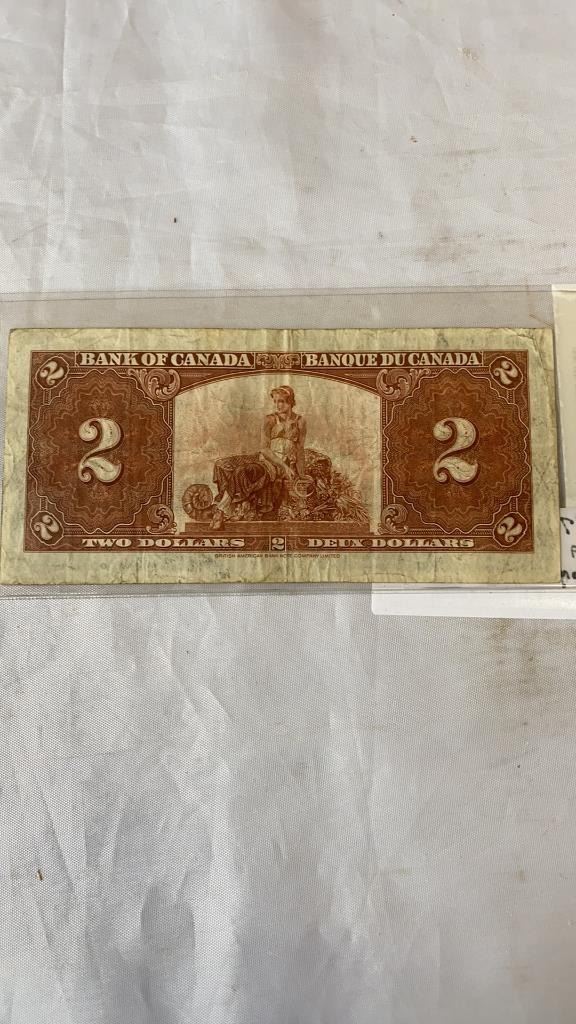 BANK OF CANADA BANQUE DU CANADA
2 2
2 2
2 2
TWO DOLLARS 2 DEUX DOLLARS
BRITISH AMERICAN BANK NOTE COMPANY LIMITED